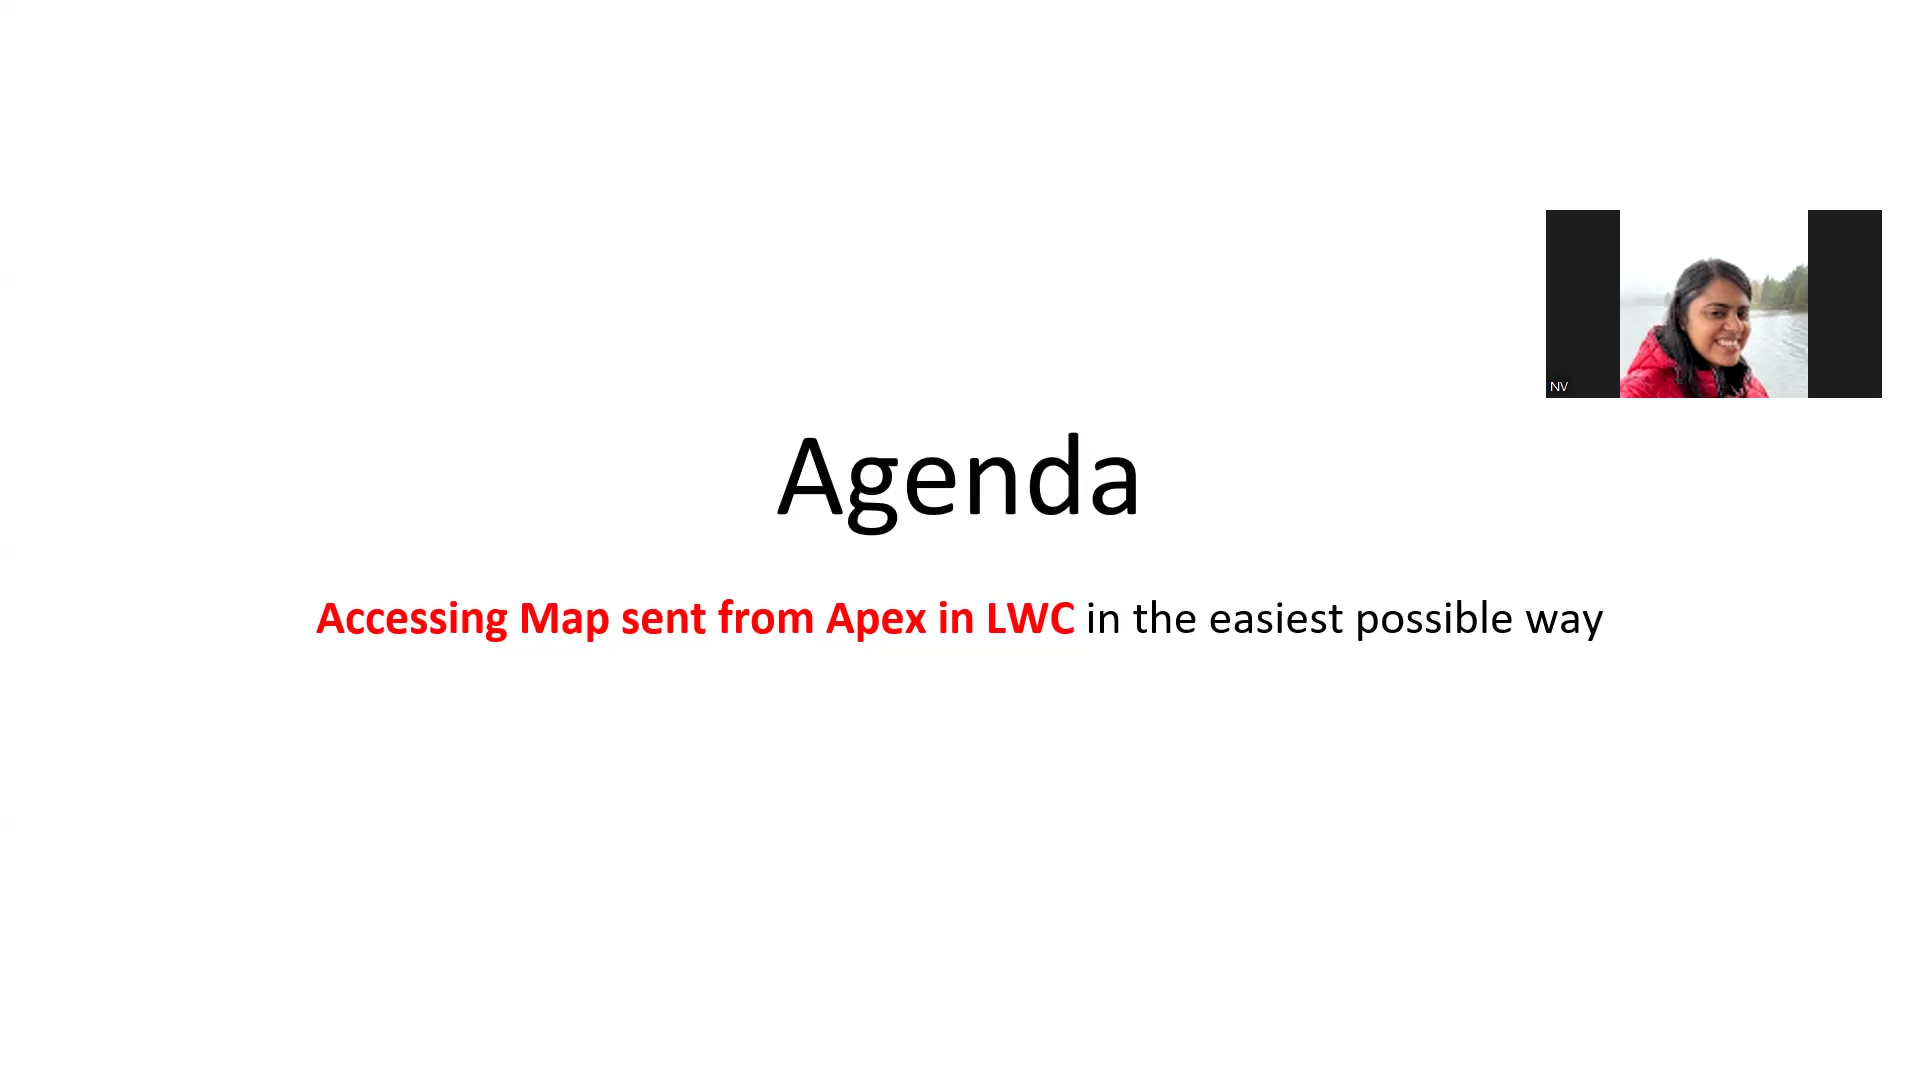 NV
Agenda
Accessing Map sent from Apex in LWC in the easiest possible way